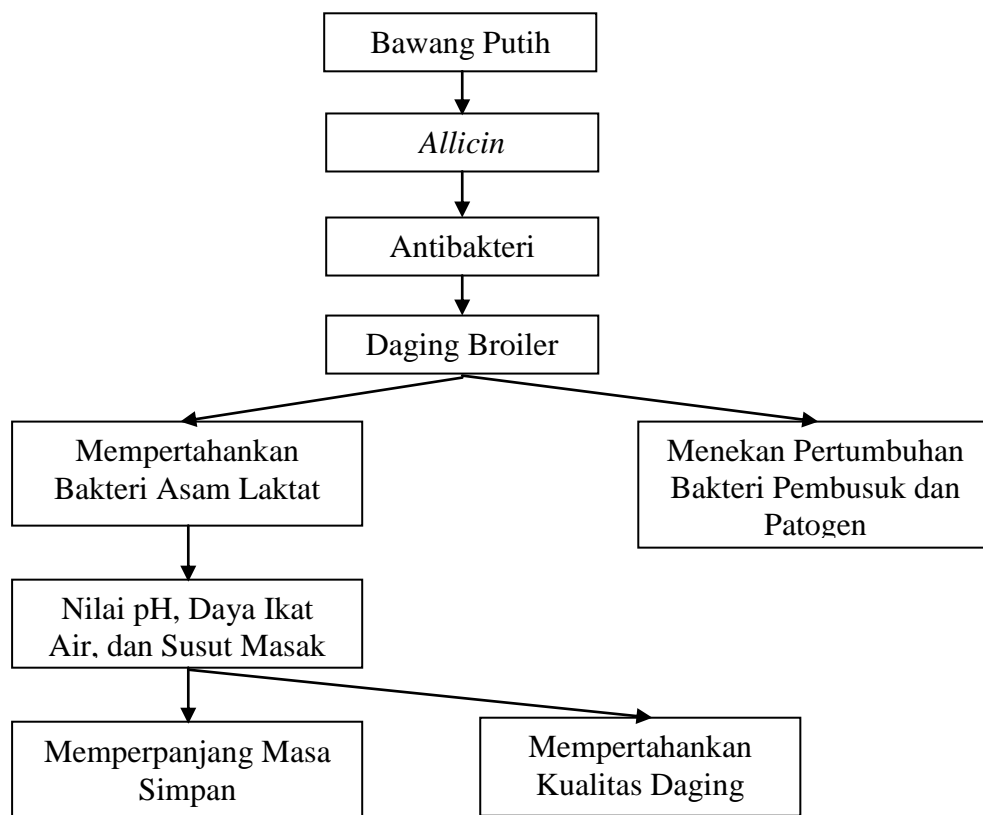 Bawang Putih
Allicin
Antibakteri
Daging Broiler
Mempertahankan
Bakteri Asam Laktat
Menekan Pertumbuhan
Bakteri Pembusuk dan
Patogen
Nilai pH, Daya Ikat
Air, dan Susut Masak
Memperpanjang Masa
Simpan
Mempertahankan
Kualitas Daging